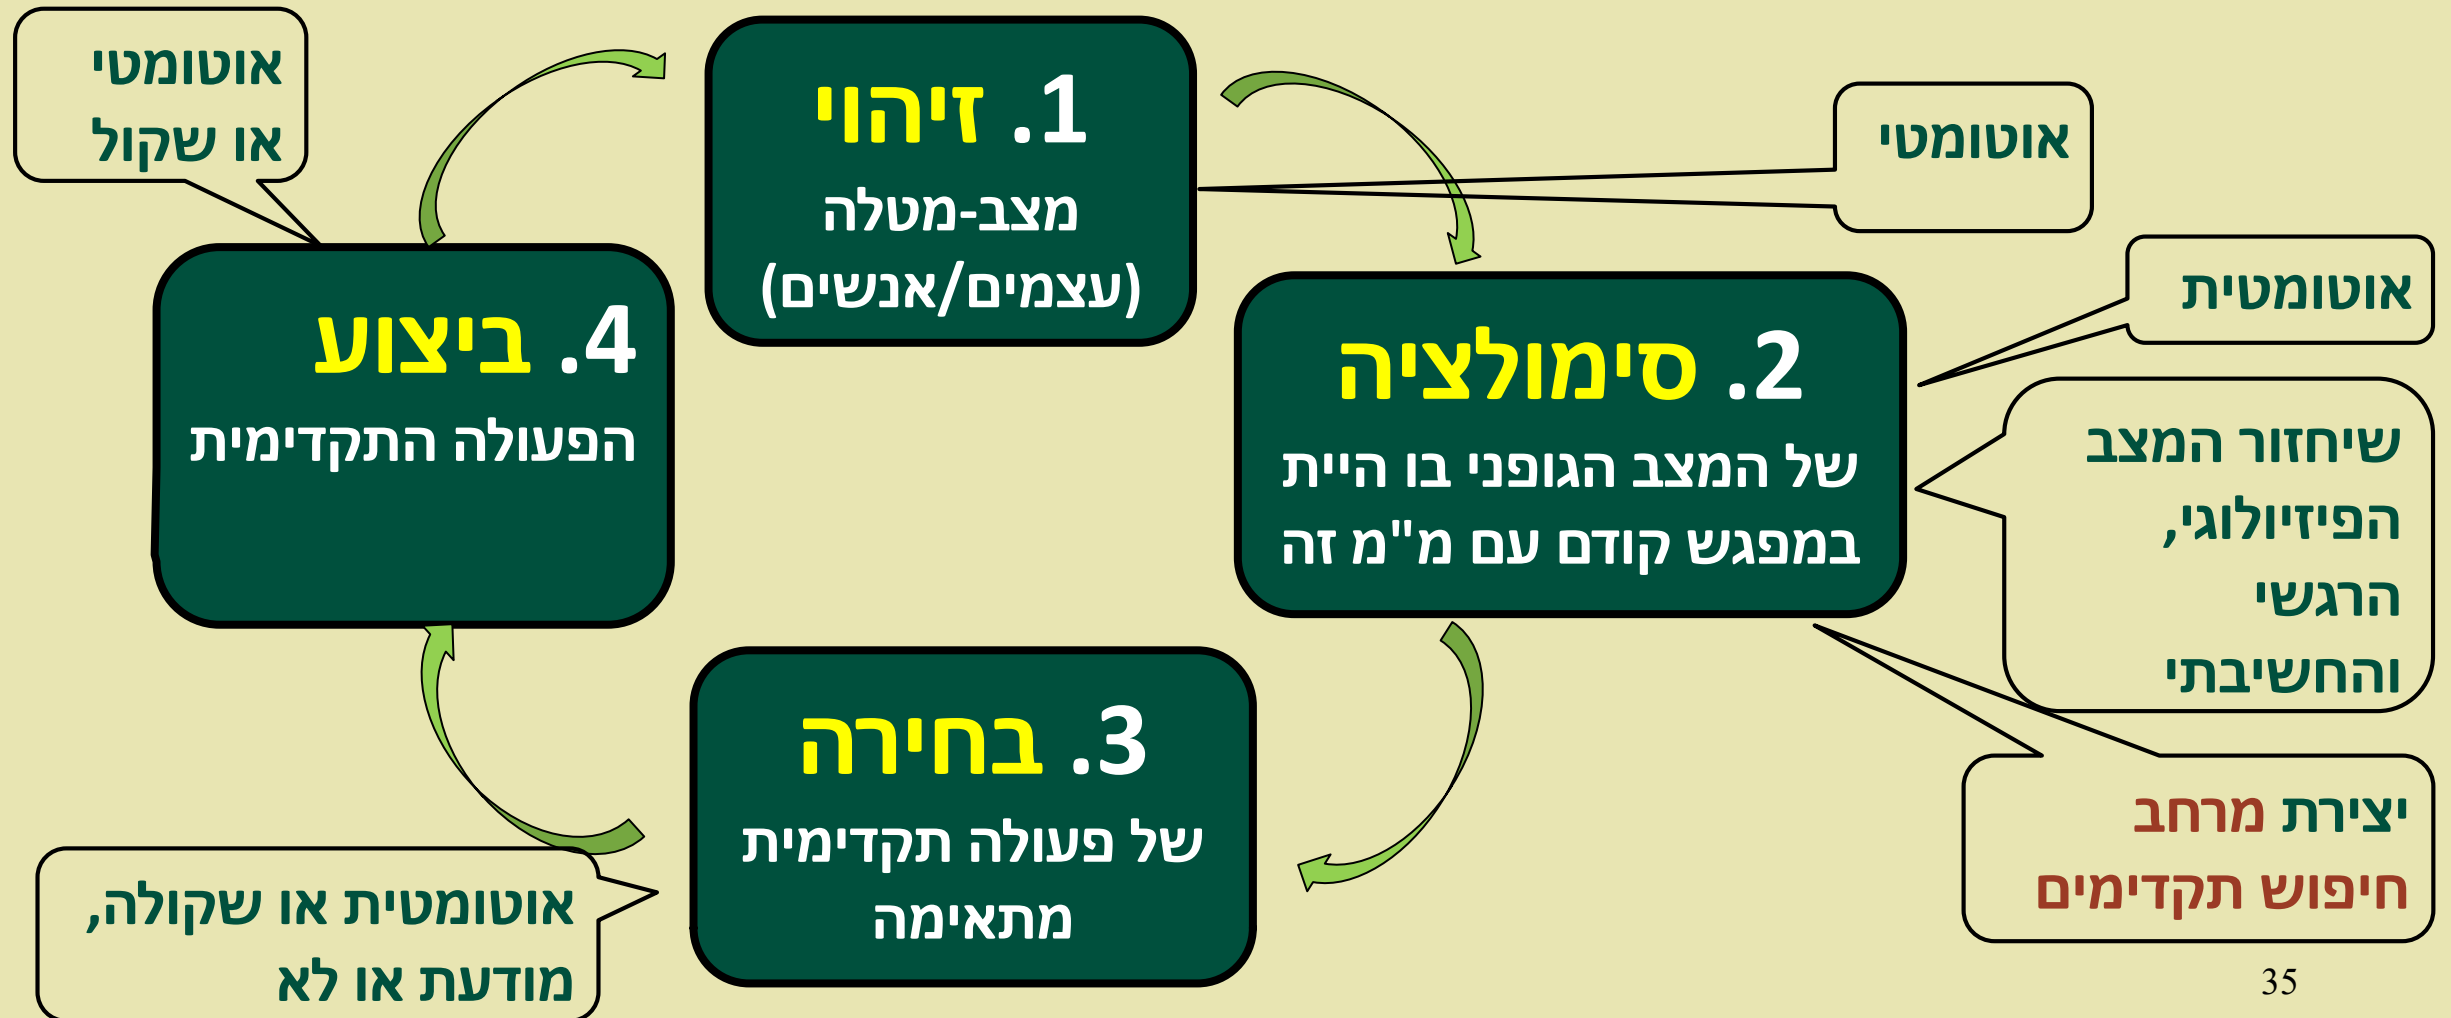 1. זיהוי
מצב-מטלה
(עצמים/אנשים)
אוטומטי
2. סימולציה
של המצב הגופני בו היית
במפגש קודם עם מ"מ זה
אוטומטית
שיחזור המצב
הפיזיולוגי,
הרגשי
והחשיבתי
יצירת מרחב
חיפוש תקדימים
3. בחירה
של פעולה תקדימית
מתאימה
אוטומטית או שקולה,
מודעת או לא
4. ביצוע
הפעולה התקדימית
אוטומטי
או שקול
35